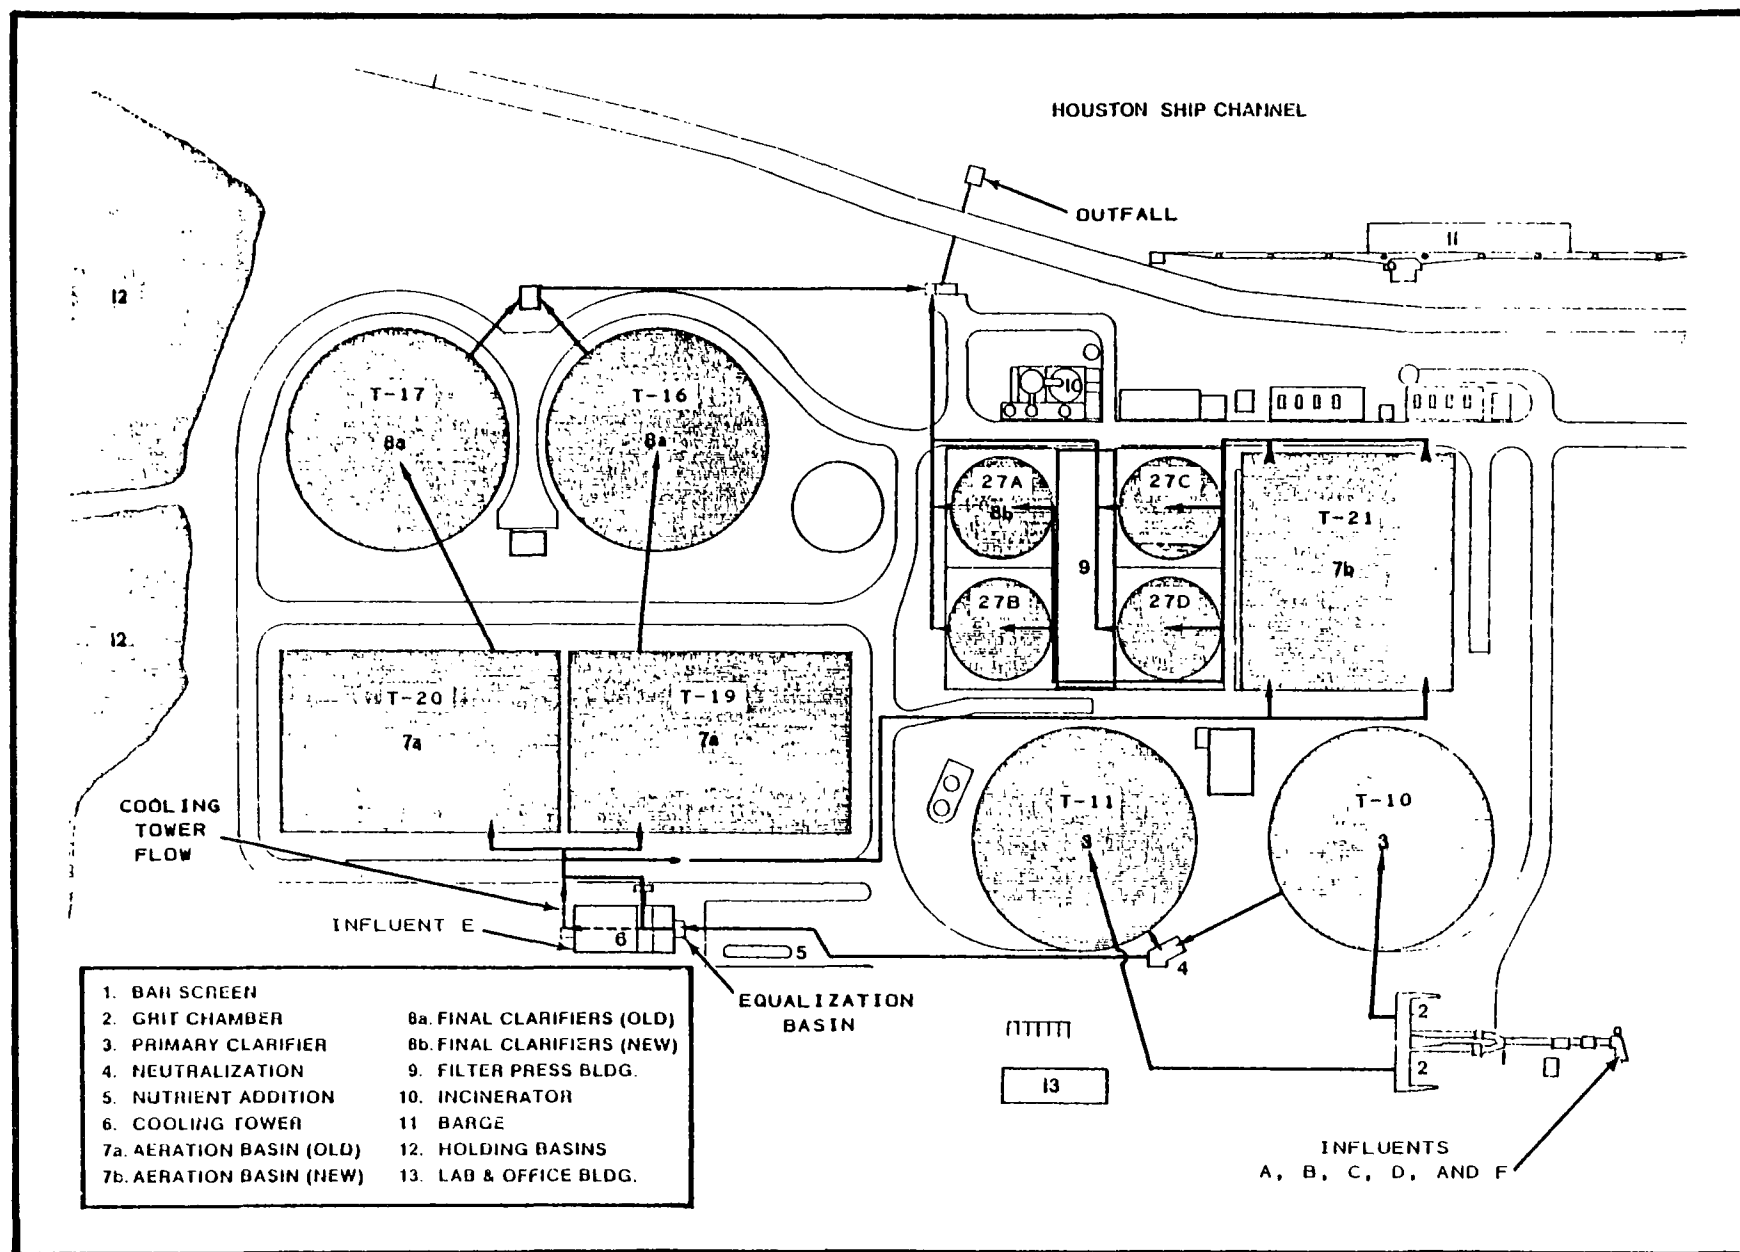 HOUSTON SHIP CHANNEL
OUTFALL
11
12
10
T-17
8a
T-16
8a
27A
8b
27C
T-21
7b
9
27B
27D
12
T-20
7a
T-19
7a
COOLING
TOWER
FLOW
T-11
3
T-10
3
INFLUENT E
6
5
4
EQUALIZATION
BASIN
2
2
1
13
INFLUENTS
A, B, C, D, AND F
1. BAR SCREEN
2. GRIT CHAMBER
3. PRIMARY CLARIFIER
4. NEUTRALIZATION
5. NUTRIENT ADDITION
6. COOLING TOWER
7a. AERATION BASIN (OLD)
7b. AERATION BASIN (NEW)
8a. FINAL CLARIFIERS (OLD)
8b. FINAL CLARIFIERS (NEW)
9. FILTER PRESS BLDG.
10. INCINERATOR
11 BARGE
12. HOLDING BASINS
13. LAB & OFFICE BLDG.